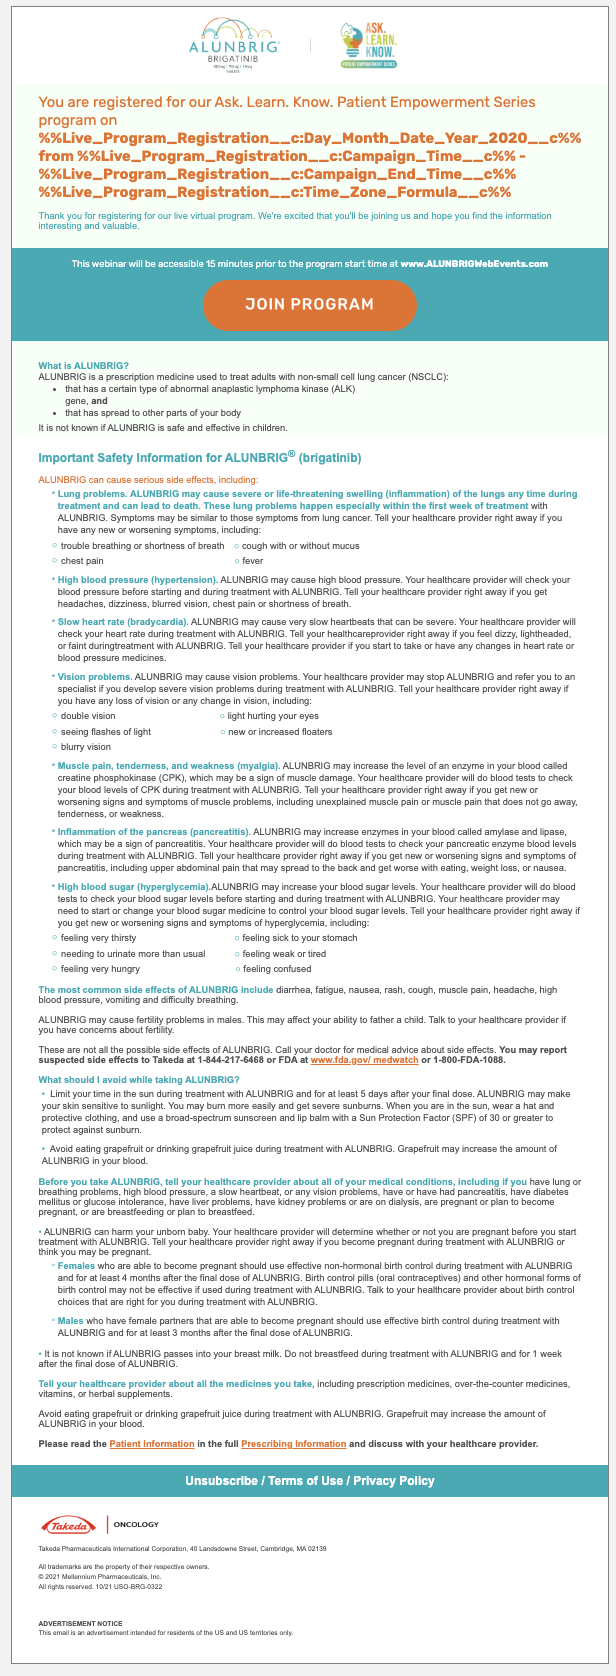 ALUNBRIG®
BRIGATINIB
TABLETS
ASK.
LEARN.
KNOW.
PATIENT EMPOWERMENT SERIES
You are registered for our Ask. Learn. Know. Patient Empowerment Series
program on
%%Live_Program_Registration__c:Day_Month_Date_Year_2020__c%%
from %%Live_Program_Registration__c:Campaign_Time__c%% -
%%Live_Program_Registration__c:Campaign_End_Time__c%%
%%Live_Program_Registration__c:Time_Zone_Formula__c%%
Thank you for registering for our live virtual program. We're excited that you'll be joining us and hope you find the information
interesting and valuable.
This webinar will be accessible 15 minutes prior to the program start time at www.ALUNBRIGWebEvents.com
JOIN PROGRAM
What is ALUNBRIG?
ALUNBRIG is a prescription medicine used to treat adults with non-small cell lung cancer (NSCLC):
• that has a certain type of abnormal anaplastic lymphoma kinase (ALK)
gene, and
• that has spread to other parts of your body
It is not known if ALUNBRIG is safe and effective in children.
Important Safety Information for ALUNBRIG® (brigatinib)
ALUNBRIG can cause serious side effects, including:
• Lung problems. ALUNBRIG may cause severe or life-threatening swelling (inflammation) of the lungs any time during
treatment and can lead to death. These lung problems happen especially within the first week of treatment with
ALUNBRIG. Symptoms may be similar to those symptoms from lung cancer. Tell your healthcare provider right away if you
have any new or worsening symptoms, including:
○ trouble breathing or shortness of breath ○ cough with or without mucus
○ chest pain ○ fever
• High blood pressure (hypertension). ALUNBRIG may cause high blood pressure. Your healthcare provider will check your
blood pressure before starting and during treatment with ALUNBRIG. Tell your healthcare provider right away if you get
headaches, dizziness, blurred vision, chest pain or shortness of breath.
• Slow heart rate (bradycardia). ALUNBRIG may cause very slow heartbeats that can be severe. Your healthcare provider will
check your heart rate during treatment with ALUNBRIG. Tell your healthcareprovider right away if you feel dizzy, lightheaded,
or faint duringtreatment with ALUNBRIG. Tell your healthcare provider if you start to take or have any changes in heart rate or
blood pressure medicines.
• Vision problems. ALUNBRIG may cause vision problems. Your healthcare provider may stop ALUNBRIG and refer you to an
specialist if you develop severe vision problems during treatment with ALUNBRIG. Tell your healthcare provider right away if
you have any loss of vision or any change in vision, including:
○ double vision ○ light hurting your eyes
○ seeing flashes of light ○ new or increased floaters
○ blurry vision
• Muscle pain, tenderness, and weakness (myalgia). ALUNBRIG may increase the level of an enzyme in your blood called
creatine phosphokinase (CPK), which may be a sign of muscle damage. Your healthcare provider will do blood tests to check
your blood levels of CPK during treatment with ALUNBRIG. Tell your healthcare provider right away if you get new or
worsening signs and symptoms of muscle problems, including unexplained muscle pain or muscle pain that does not go away,
tenderness, or weakness.
• Inflammation of the pancreas (pancreatitis). ALUNBRIG may increase enzymes in your blood called amylase and lipase,
which may be a sign of pancreatitis. Your healthcare provider will do blood tests to check your pancreatic enzyme blood levels
during treatment with ALUNBRIG. Tell your healthcare provider right away if you get new or worsening signs and symptoms of
pancreatitis, including upper abdominal pain that may spread to the back and get worse with eating, weight loss, or nausea.
• High blood sugar (hyperglycemia).ALUNBRIG may increase your blood sugar levels. Your healthcare provider will do blood
tests to check your blood sugar levels before starting and during treatment with ALUNBRIG. Your healthcare provider may
need to start or change your blood sugar medicine to control your blood sugar levels. Tell your healthcare provider right away if
you get new or worsening signs and symptoms of hyperglycemia, including:
○ feeling very thirsty ○ feeling sick to your stomach
○ needing to urinate more than usual ○ feeling weak or tired
○ feeling very hungry ○ feeling confused
The most common side effects of ALUNBRIG include diarrhea, fatigue, nausea, rash, cough, muscle pain, headache, high
blood pressure, vomiting and difficulty breathing.
ALUNBRIG may cause fertility problems in males. This may affect your ability to father a child. Talk to your healthcare provider if
you have concerns about fertility.
These are not all the possible side effects of ALUNBRIG. Call your doctor for medical advice about side effects. You may report
suspected side effects to Takeda at 1-844-217-6468 or FDA at www.fda.gov/ medwatch or 1-800-FDA-1088.
What should I avoid while taking ALUNBRIG?
• Limit your time in the sun during treatment with ALUNBRIG and for at least 5 days after your final dose. ALUNBRIG may make
your skin sensitive to sunlight. You may burn more easily and get severe sunburns. When you are in the sun, wear a hat and
protective clothing, and use a broad-spectrum sunscreen and lip balm with a Sun Protection Factor (SPF) of 30 or greater to
protect against sunburn.
• Avoid eating grapefruit or drinking grapefruit juice during treatment with ALUNBRIG. Grapefruit may increase the amount of
ALUNBRIG in your blood.
Before you take ALUNBRIG, tell your healthcare provider about all of your medical conditions, including if you have lung or
breathing problems, high blood pressure, a slow heartbeat, or any vision problems, have or have had pancreatitis, have diabetes
mellitus or glucose intolerance, have liver problems, have kidney problems or are on dialysis, are pregnant or plan to become
pregnant, or are breastfeeding or plan to breastfeed.
• ALUNBRIG can harm your unborn baby. Your healthcare provider will determine whether or not you are pregnant before you start
treatment with ALUNBRIG. Tell your healthcare provider right away if you become pregnant during treatment with ALUNBRIG or
think you may be pregnant.
○ Females who are able to become pregnant should use effective non-hormonal birth control during treatment with ALUNBRIG
and for at least 4 months after the final dose of ALUNBRIG. Birth control pills (oral contraceptives) and other hormonal forms of
birth control may not be effective if used during treatment with ALUNBRIG. Talk to your healthcare provider about birth control
choices that are right for you during treatment with ALUNBRIG.
○ Males who have female partners that are able to become pregnant should use effective birth control during treatment with
ALUNBRIG and for at least 3 months after the final dose of ALUNBRIG.
• It is not known if ALUNBRIG passes into your breast milk. Do not breastfeed during treatment with ALUNBRIG and for 1 week
after the final dose of ALUNBRIG.
Tell your healthcare provider about all the medicines you take, including prescription medicines, over-the-counter medicines,
vitamins, or herbal supplements.
Avoid eating grapefruit or drinking grapefruit juice during treatment with ALUNBRIG. Grapefruit may increase the amount of
ALUNBRIG in your blood.
Please read the Patient Information in the full Prescribing Information and discuss with your healthcare provider.
Unsubscribe / Terms of Use / Privacy Policy
Takeda ONCOLOGY
Takeda Pharmaceuticals International Corporation, 40 Landsdowne Street, Cambridge, MA 02139
All trademarks are the property of their respective owners.
© 2021 Mellennium Pharmaceuticals, Inc.
All rights reserved. 10/21 USO-BRG-0322
ADVERTISEMENT NOTICE
This email is an advertisement intended for residents of the US and US territories only.